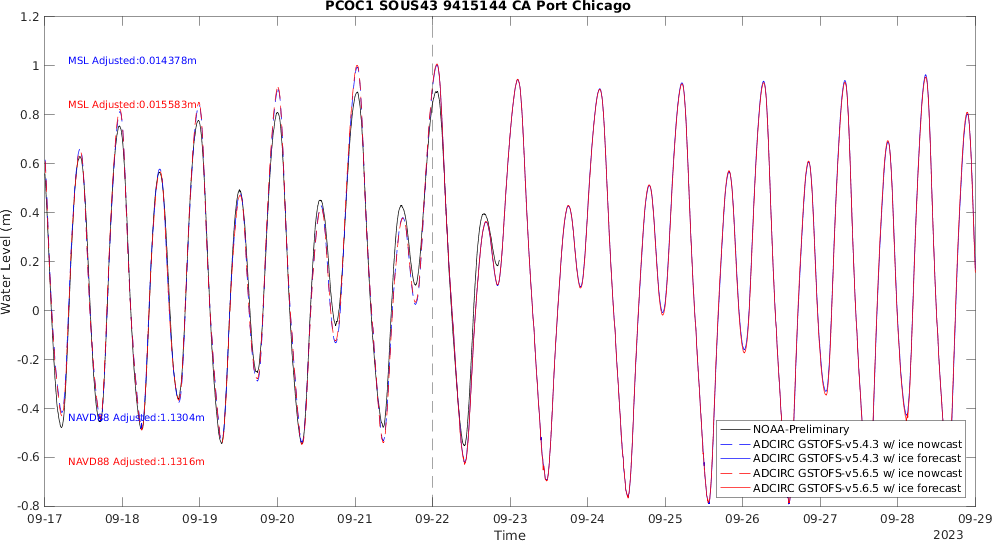 PCOC1 SOUS43 9415144 CA Port Chicago
1.2
1
0.8
0.6
0.4
0.2
0
-0.2
-0.4
-0.6
-0.8
Water Level (m)
MSL Adjusted:0.014378m
MSL Adjusted:0.015583m
NAVD88 Adjusted:1.1304m
NAVD88 Adjusted:1.1316m
NOAA-Preliminary
ADCIRC GSTOFS-v5.4.3 w/ ice nowcast
ADCIRC GSTOFS-v5.4.3 w/ ice forecast
ADCIRC GSTOFS-v5.6.5 w/ ice nowcast
ADCIRC GSTOFS-v5.6.5 w/ ice forecast
09-17 09-18 09-19 09-20 09-21 09-22 09-23 09-24 09-25 09-26 09-27 09-28 09-29
Time
2023